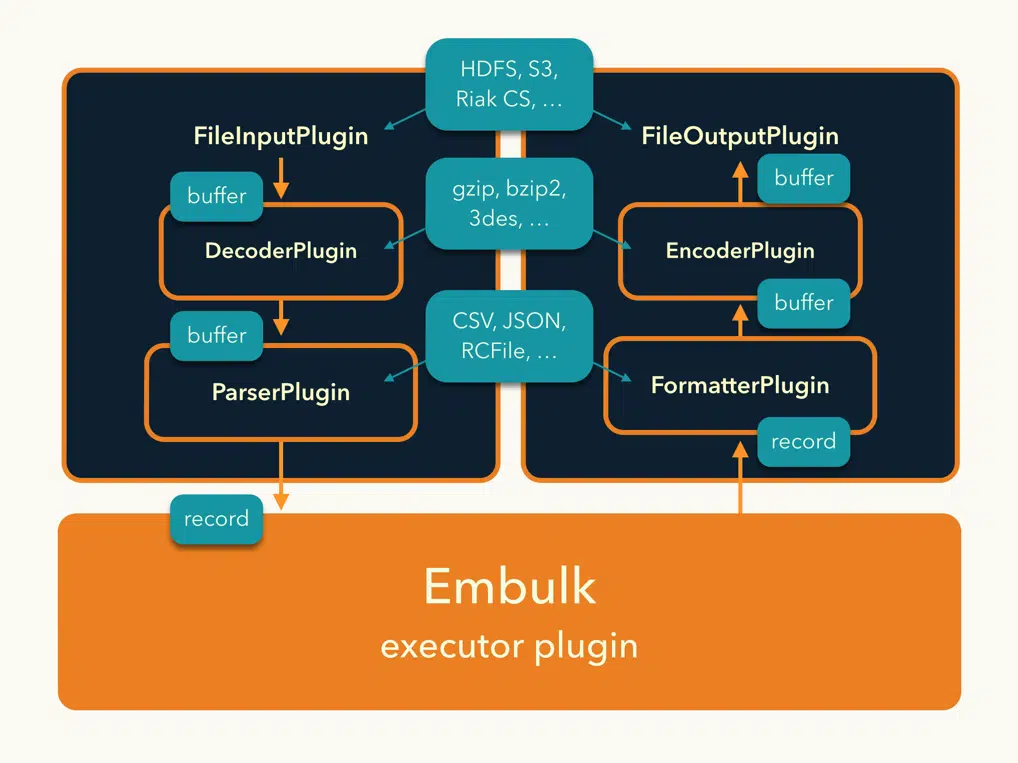 HDFS, S3,
Riak CS, ...
FileInputPlugin
FileOutputPlugin
buffer
buffer
gzip, bzip2,
3des, ...
DecoderPlugin
EncoderPlugin
buffer
buffer
CSV, JSON,
RCFile, ...
ParserPlugin
FormatterPlugin
record
record
Embulk
executor plugin